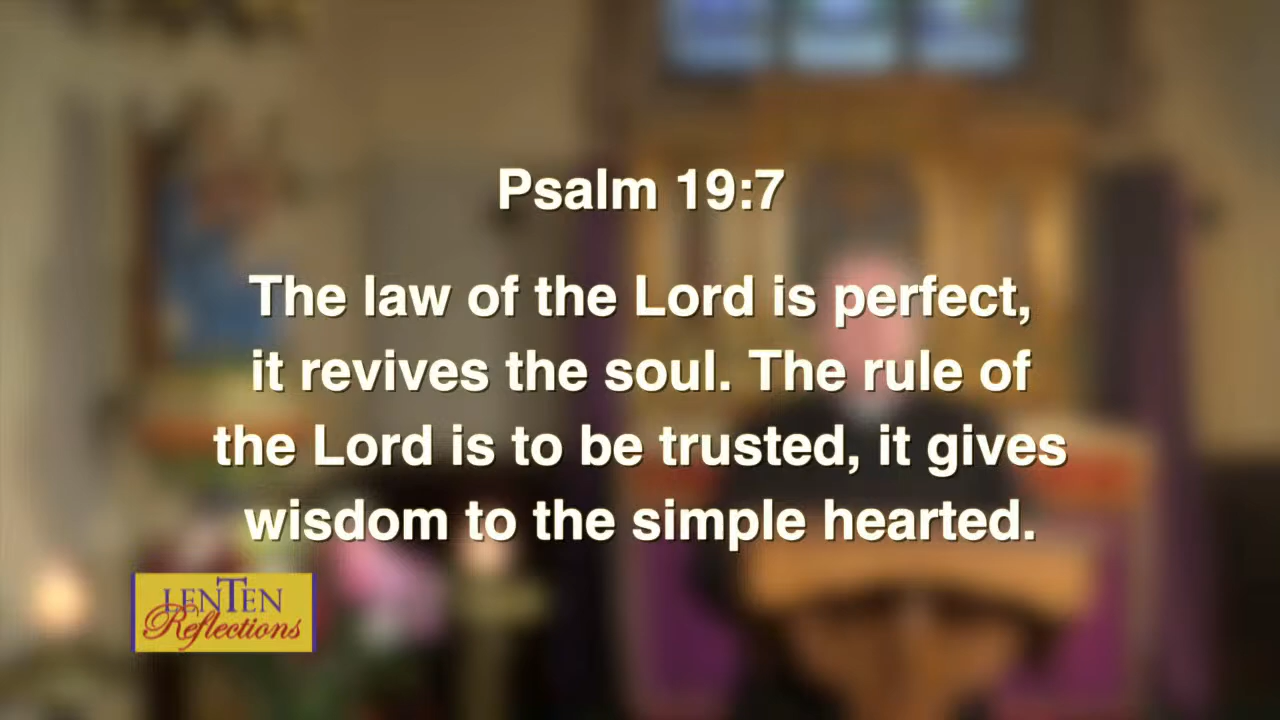 Psalm 19:7
The law of the Lord is perfect,
it revives the soul. The rule of
the Lord is to be trusted, it gives
wisdom to the simple hearted.
LENTEN
Reflections